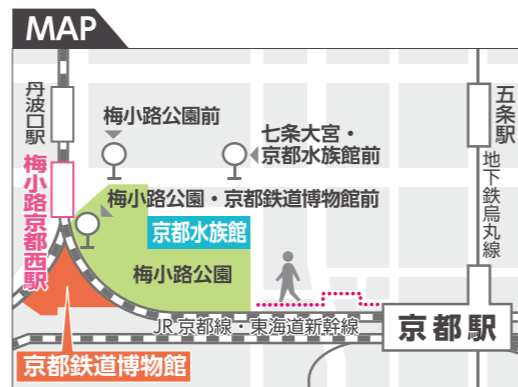 MAP
丹波口駅
梅小路公園前
七条大宮・
京都水族館前
五条駅
地下鉄烏丸線
梅小路京都西駅
梅小路公園・京都鉄道博物館前
京都水族館
梅小路公園
JR京都線・東海道新幹線
京都駅
京都鉄道博物館